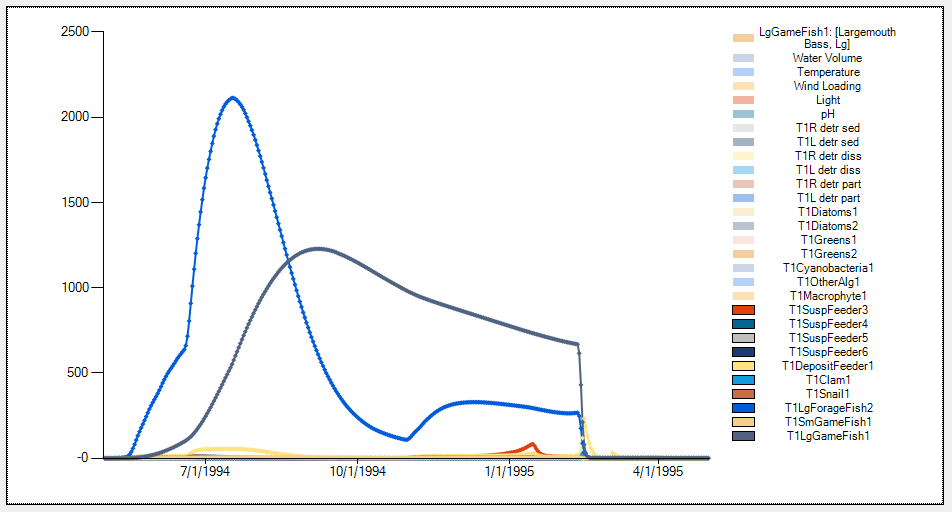 2500
2000
1500
1000
500
-0
7/1/1994
10/1/1994
1/1/1995
4/1/1995
LgGameFish1: [Largemouth
Bass, Lg]
Water Volume
Temperature
Wind Loading
Light
pH
T1R detr sed
T1L detr sed
T1R detr diss
T1L detr diss
T1R detr part
T1L detr part
T1Diatoms1
T1Diatoms2
T1Greens1
T1Greens2
T1Cyanobacteria1
T1OtherAlg1
T1Macrophyte1
T1SuspFeeder3
T1SuspFeeder4
T1SuspFeeder5
T1SuspFeeder6
T1DepositFeeder1
T1Clam1
T1Snail1
T1LgForageFish2
T1SmGameFish1
T1LgGameFish1